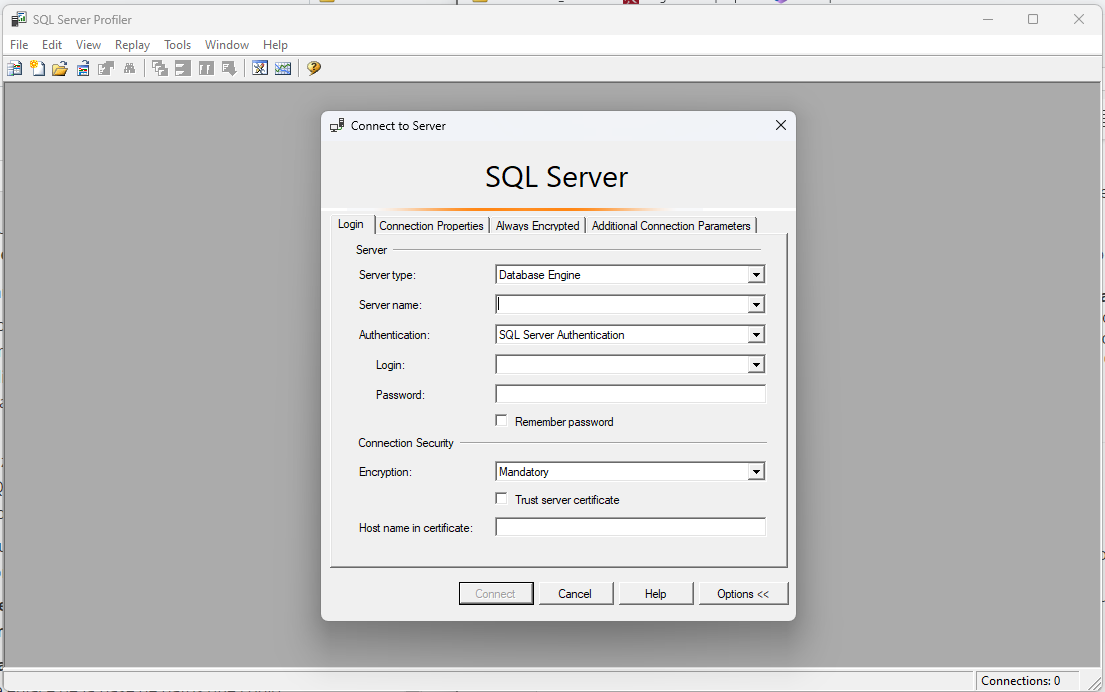 SQL Server Profiler
File Edit View Replay Tools Window Help
Connect to Server
SQL Server
Login Connection Properties Always Encrypted Additional Connection Parameters
Server
Server type: Database Engine
Server name:
Authentication: SQL Server Authentication
Login:
Password:
Remember password
Connection Security
Encryption: Mandatory
Trust server certificate
Host name in certificate:
Connect Cancel Help Options <<
Connections: 0